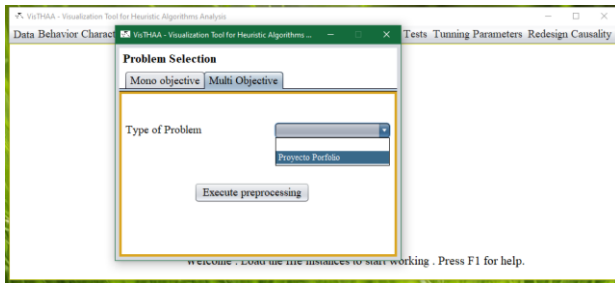 VisTHAA - Visualization Tool for Heuristic Algorithms Analysis
Data Behavior Charact
Tests Tunning Parameters Redesign Causality
VisTHAA - Visualization Tool for Heuristic Algorithms ...
Problem Selection
Mono objective Multi Objective
Type of Problem
Proyecto Porfolio
Execute preprocessing
Welcome . Load the file instances to start working . Press F1 for help.